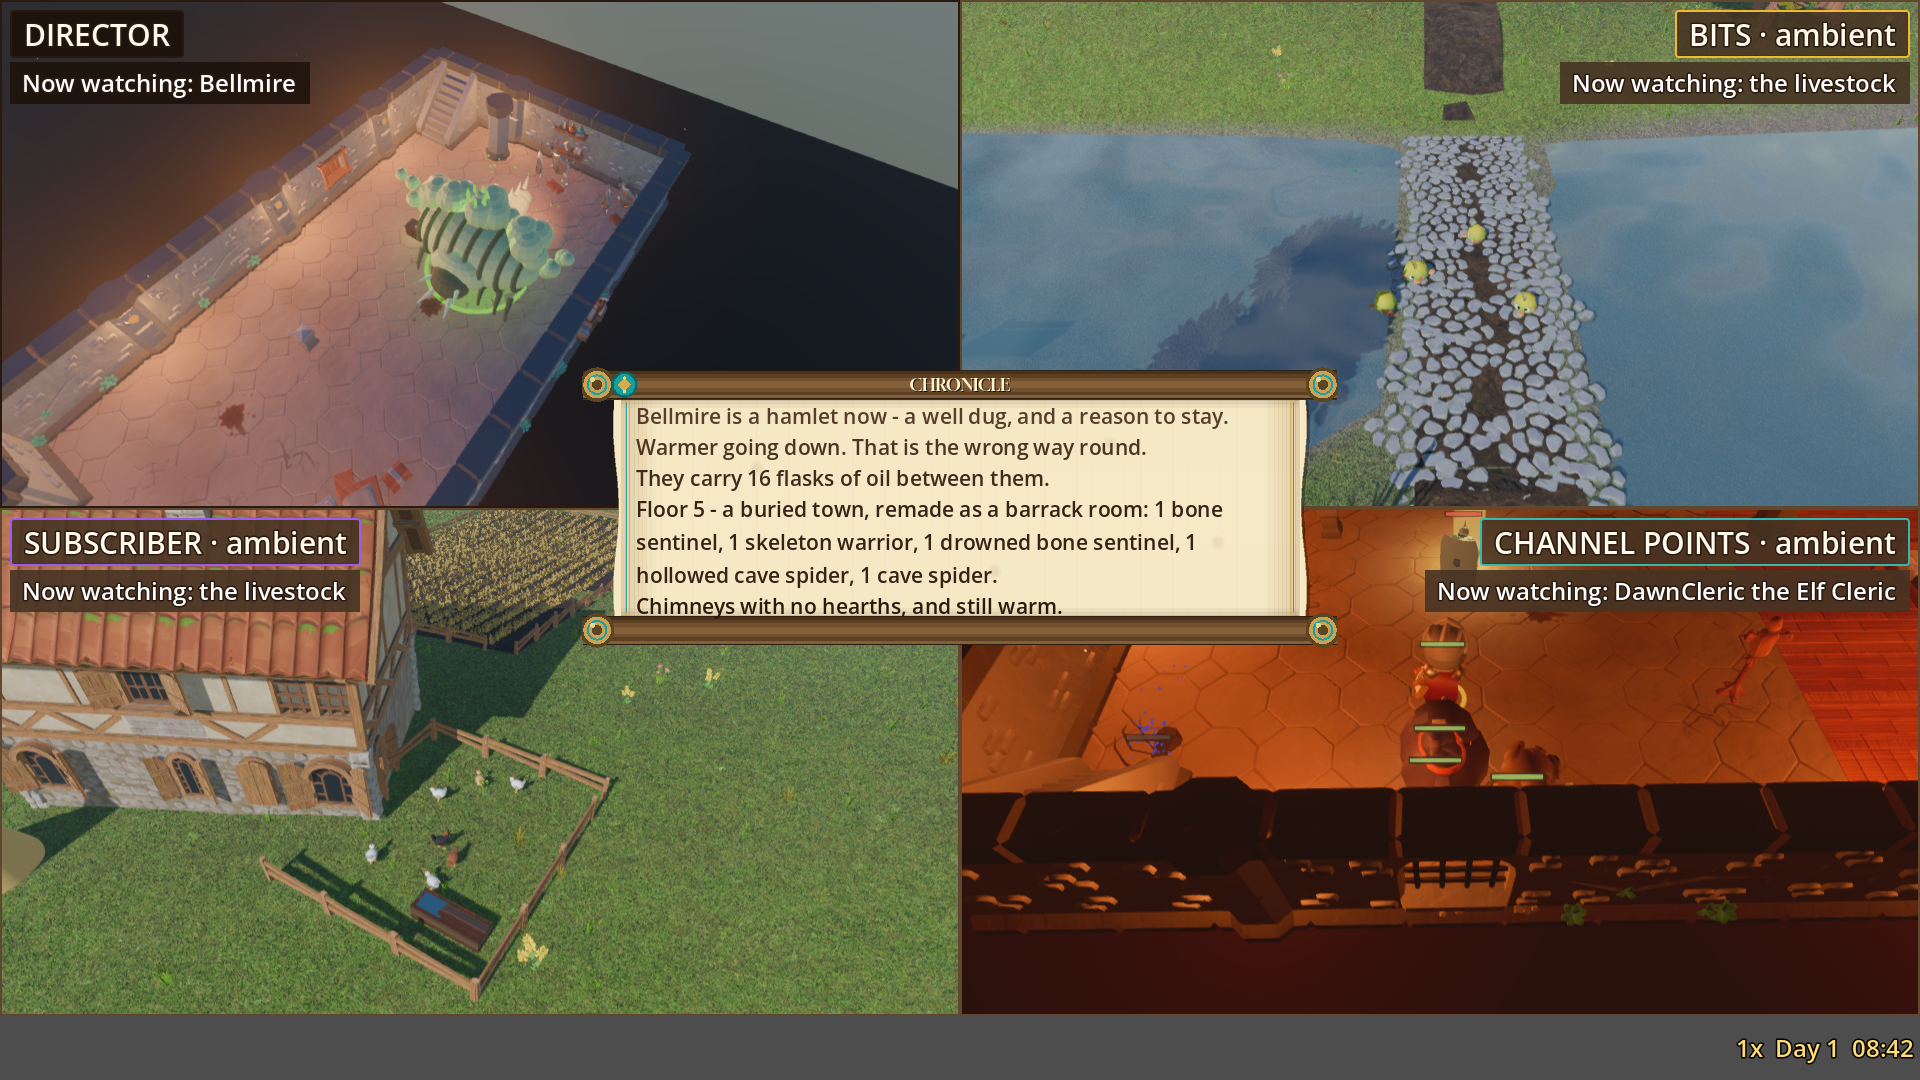 DIRECTOR
Now watching: Bellmire
BITS · ambient
Now watching: the livestock
CHRONICLE
Bellmire is a hamlet now - a well dug, and a reason to stay.
Warmer going down. That is the wrong way round.
They carry 16 flasks of oil between them.
Floor 5 - a buried town, remade as a barrack room: 1 bone
sentinel, 1 skeleton warrior, 1 drowned bone sentinel, 1
hollowed cave spider, 1 cave spider.
Chimneys with no hearths, and still warm.
SUBSCRIBER · ambient
Now watching: the livestock
CHANNEL POINTS · ambient
Now watching: DawnCleric the Elf Cleric
1x Day 1 08:42